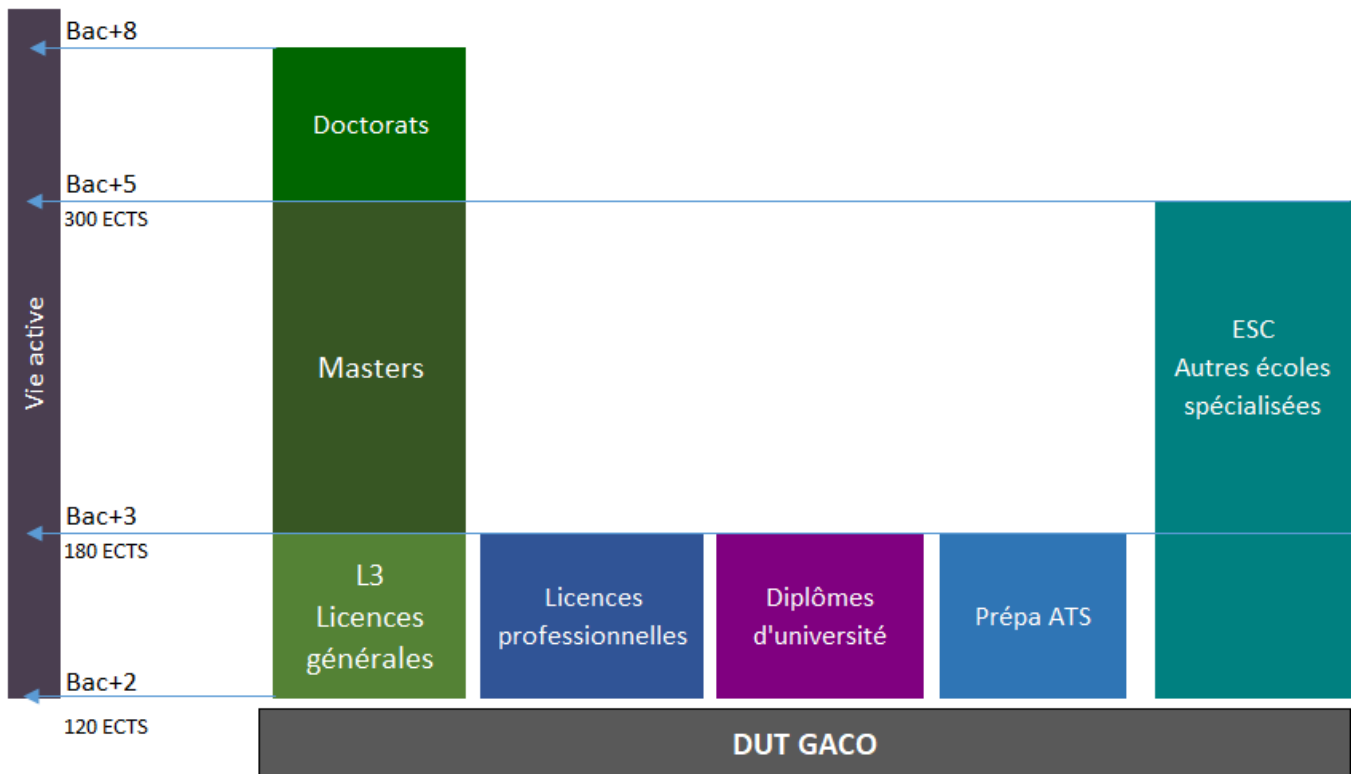 Bac+8
Doctorats
Bac+5
300 ECTS
Vie active
Masters
ESC
Autres écoles
spécialisées
Bac+3
180 ECTS
L3
Licences
générales
Licences
professionnelles
Diplômes
d'université
Prépa ATS
Bac+2
120 ECTS
DUT GACO